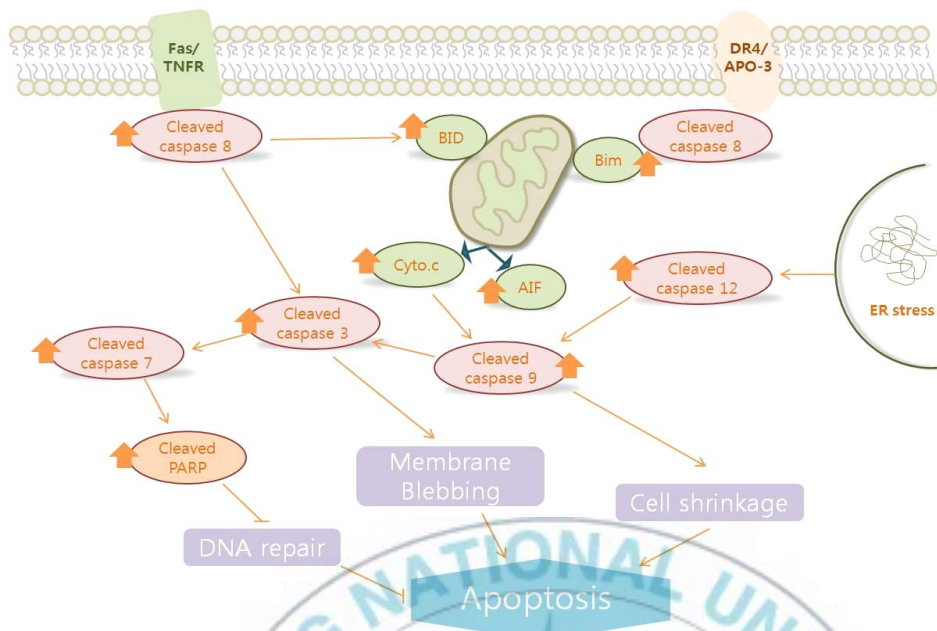 Fas/
TNFR
DR4/
APO-3
Cleaved
caspase 8
BID
Bim
Cleaved
caspase 8
Cyto.c
AIF
Cleaved
caspase 12
ER stress
Cleaved
caspase 3
Cleaved
caspase 7
Cleaved
caspase 9
Cleaved
PARP
Membrane
Blebbing
Cell shrinkage
DNA repair
NATIONAL UN
Apoptosis